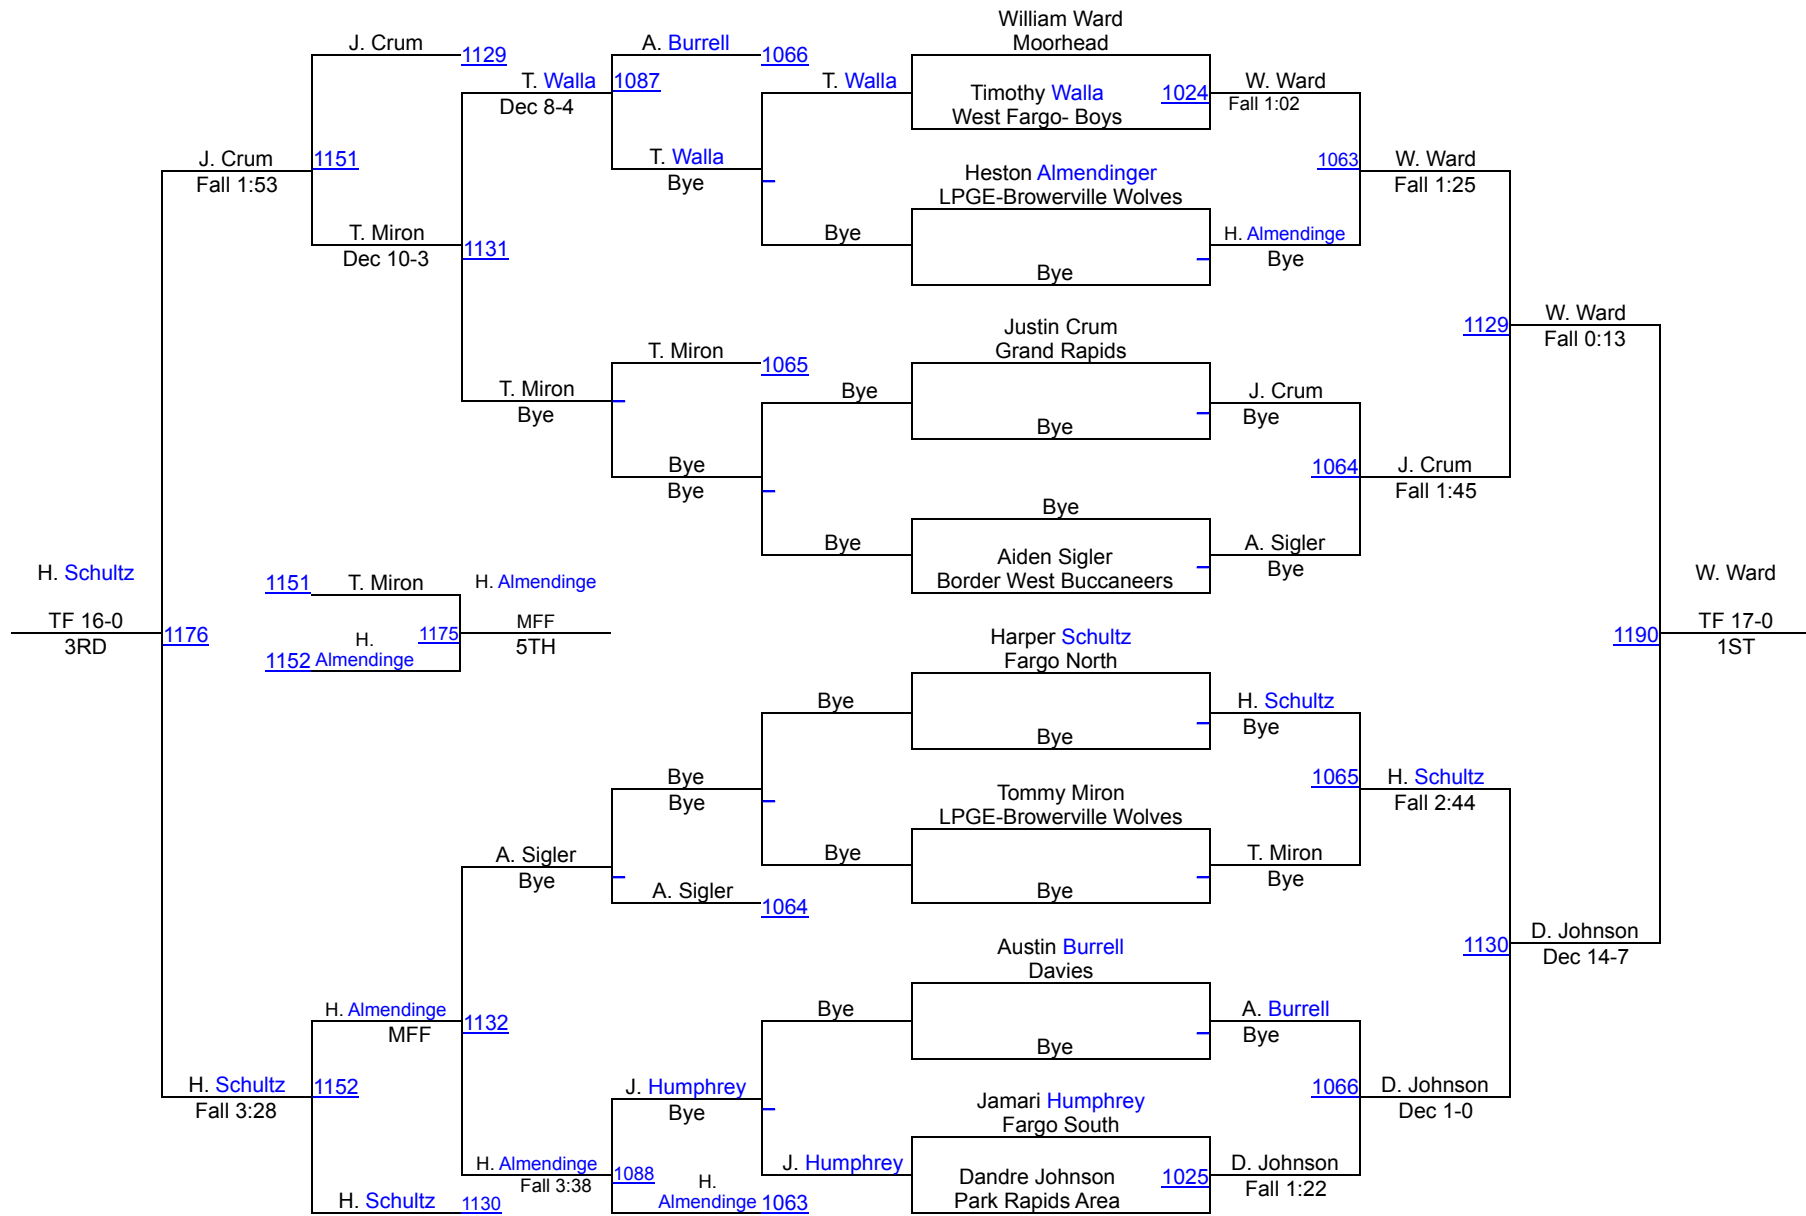 William Ward
Moorhead
J. Crum
1129
A. Burrell
1066
T. Walla
1087
Dec 8-4
T. Walla
Timothy Walla
West Fargo- Boys
1024
W. Ward
Fall 1:02
J. Crum
1151
Fall 1:53
T. Walla
Bye
Heston Almendinger
LPGE-Browerville Wolves
1063
W. Ward
Fall 1:25
T. Miron
Dec 10-3
1131
Bye
Bye
H. Almendinge
Bye
T. Miron
1065
Justin Crum
Grand Rapids
1129
W. Ward
Fall 0:13
T. Miron
Bye
Bye
Bye
J. Crum
Bye
Bye
Bye
1064
J. Crum
Fall 1:45
Bye
Bye
Aiden Sigler
Border West Buccaneers
A. Sigler
Bye
H. Schultz
TF 16-0
3RD
1176
1151
T. Miron
H. Almendinge
1175
MFF
5TH
1152
H.
Almendinge
W. Ward
1190
TF 17-0
1ST
Harper Schultz
Fargo North
Bye
Bye
H. Schultz
Bye
Bye
Bye
Tommy Miron
LPGE-Browerville Wolves
1065
H. Schultz
Fall 2:44
A. Sigler
Bye
A. Sigler
1064
Bye
Bye
T. Miron
Bye
Austin Burrell
Davies
1130
D. Johnson
Dec 14-7
H. Almendinge
MFF
1132
Bye
Bye
A. Burrell
Bye
H. Schultz
1152
Fall 3:28
J. Humphrey
Bye
Jamari Humphrey
Fargo South
1066
D. Johnson
Dec 1-0
H. Almendinge
1088
Fall 3:38
J. Humphrey
Dandre Johnson
Park Rapids Area
1025
D. Johnson
Fall 1:22
H. Schultz
1130
H.
Almendinge
1063